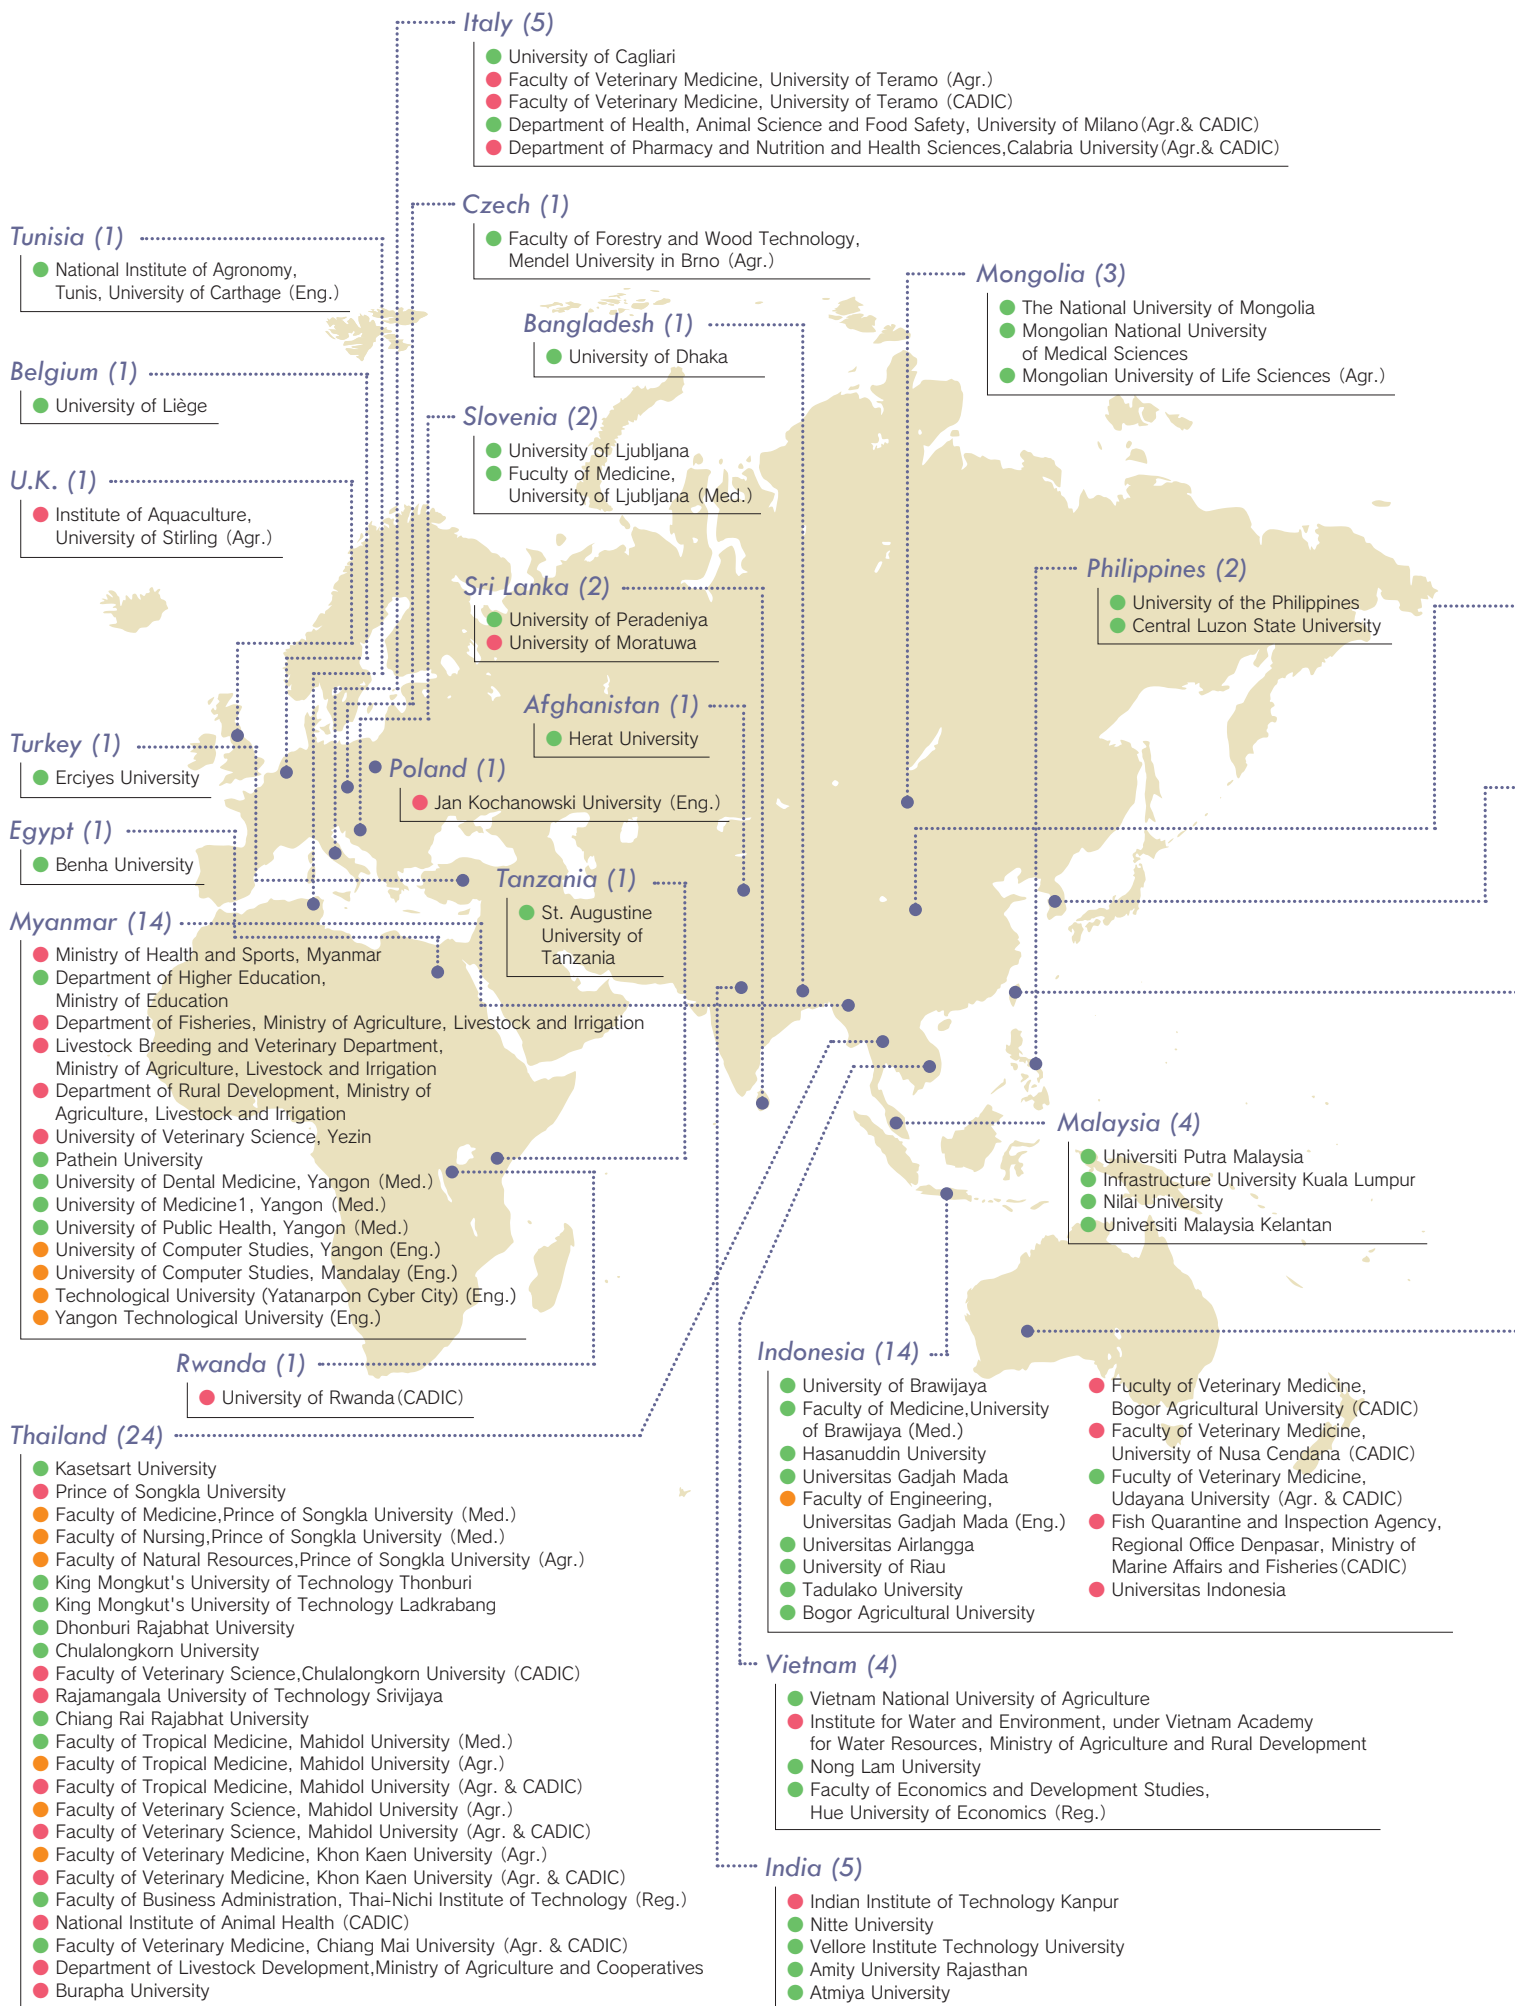 Italy (5)
University of Cagliari
Faculty of Veterinary Medicine, University of Teramo (Agr.)
Faculty of Veterinary Medicine, University of Teramo (CADIC)
Department of Health, Animal Science and Food Safety, University of Milano(Agr.& CADIC)
Department of Pharmacy and Nutrition and Health Sciences,Calabria University(Agr.& CADIC)
Czech (1)
Faculty of Forestry and Wood Technology,
Mendel University in Brno (Agr.)
Tunisia (1)
National Institute of Agronomy,
Tunis, University of Carthage (Eng.)
Mongolia (3)
The National University of Mongolia
Mongolian National University
of Medical Sciences
Mongolian University of Life Sciences (Agr.)
Bangladesh (1)
University of Dhaka
Belgium (1)
University of Liège
Slovenia (2)
University of Ljubljana
Fuculty of Medicine,
University of Ljubljana (Med.)
U.K. (1)
Institute of Aquaculture,
University of Stirling (Agr.)
Philippines (2)
University of the Philippines
Central Luzon State University
Sri Lanka (2)
University of Peradeniya
University of Moratuwa
Afghanistan (1)
Herat University
Turkey (1)
Erciyes University
Poland (1)
Jan Kochanowski University (Eng.)
Egypt (1)
Benha University
Tanzania (1)
St. Augustine
University of
Tanzania
Myanmar (14)
Ministry of Health and Sports, Myanmar
Department of Higher Education,
Ministry of Education
Department of Fisheries, Ministry of Agriculture, Livestock and Irrigation
Livestock Breeding and Veterinary Department,
Ministry of Agriculture, Livestock and Irrigation
Department of Rural Development, Ministry of
Agriculture, Livestock and Irrigation
University of Veterinary Science, Yezin
Pathein University
University of Dental Medicine, Yangon (Med.)
University of Medicine1, Yangon (Med.)
University of Public Health, Yangon (Med.)
University of Computer Studies, Yangon (Eng.)
University of Computer Studies, Mandalay (Eng.)
Technological University (Yatanarpon Cyber City) (Eng.)
Yangon Technological University (Eng.)
Malaysia (4)
Universiti Putra Malaysia
Infrastructure University Kuala Lumpur
Nilai University
Universiti Malaysia Kelantan
Rwanda (1)
University of Rwanda(CADIC)
Indonesia (14)
University of Brawijaya
Faculty of Medicine,University
of Brawijaya (Med.)
Hasanuddin University
Universitas Gadjah Mada
Faculty of Engineering,
Universitas Gadjah Mada (Eng.)
Universitas Airlangga
University of Riau
Tadulako University
Bogor Agricultural University
Fuculty of Veterinary Medicine,
Bogor Agricultural University (CADIC)
Faculty of Veterinary Medicine,
University of Nusa Cendana (CADIC)
Fuculty of Veterinary Medicine,
Udayana University (Agr. & CADIC)
Fish Quarantine and Inspection Agency,
Regional Office Denpasar, Ministry of
Marine Affairs and Fisheries(CADIC)
Universitas Indonesia
Thailand (24)
Kasetsart University
Prince of Songkla University
Faculty of Medicine,Prince of Songkla University (Med.)
Faculty of Nursing,Prince of Songkla University (Med.)
Faculty of Natural Resources,Prince of Songkla University (Agr.)
King Mongkut's University of Technology Thonburi
King Mongkut's University of Technology Ladkrabang
Dhonburi Rajabhat University
Chulalongkorn University
Faculty of Veterinary Science,Chulalongkorn University (CADIC)
Rajamangala University of Technology Srivijaya
Chiang Rai Rajabhat University
Faculty of Tropical Medicine, Mahidol University (Med.)
Faculty of Tropical Medicine, Mahidol University (Agr.)
Faculty of Tropical Medicine, Mahidol University (Agr. & CADIC)
Faculty of Veterinary Science, Mahidol University (Agr.)
Faculty of Veterinary Science, Mahidol University (Agr. & CADIC)
Faculty of Veterinary Medicine, Khon Kaen University (Agr.)
Faculty of Veterinary Medicine, Khon Kaen University (Agr. & CADIC)
Faculty of Business Administration, Thai-Nichi Institute of Technology (Reg.)
National Institute of Animal Health (CADIC)
Faculty of Veterinary Medicine, Chiang Mai University (Agr. & CADIC)
Department of Livestock Development,Ministry of Agriculture and Cooperatives
Burapha University
Vietnam (4)
Vietnam National University of Agriculture
Institute for Water and Environment, under Vietnam Academy
for Water Resources, Ministry of Agriculture and Rural Development
Nong Lam University
Faculty of Economics and Development Studies,
Hue University of Economics (Reg.)
India (5)
Indian Institute of Technology Kanpur
Nitte University
Vellore Institute Technology University
Amity University Rajasthan
Atmiya University